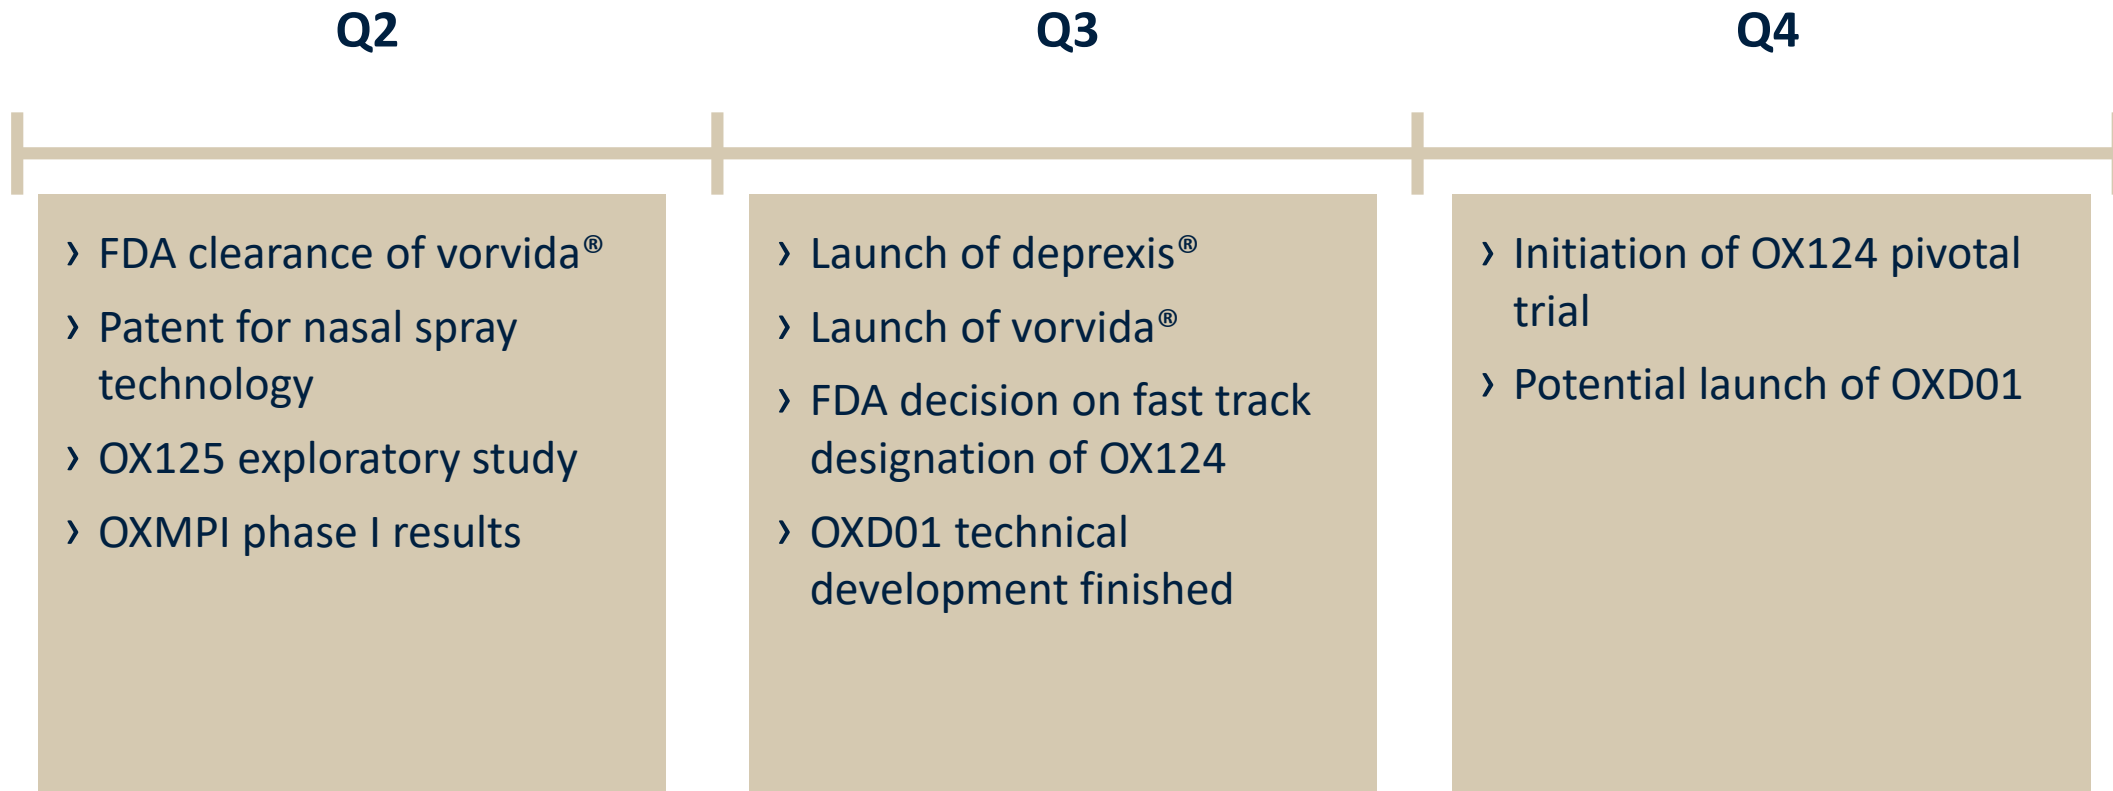 Q2
Q3
Q4
› FDA clearance of vorvida®
› Patent for nasal spray
technology
› OX125 exploratory study
› OXMPI phase I results
› Launch of deprexis®
› Launch of vorvida®
› FDA decision on fast track
designation of OX124
› OXD01 technical
development finished
› Initiation of OX124 pivotal
trial
› Potential launch of OXD01